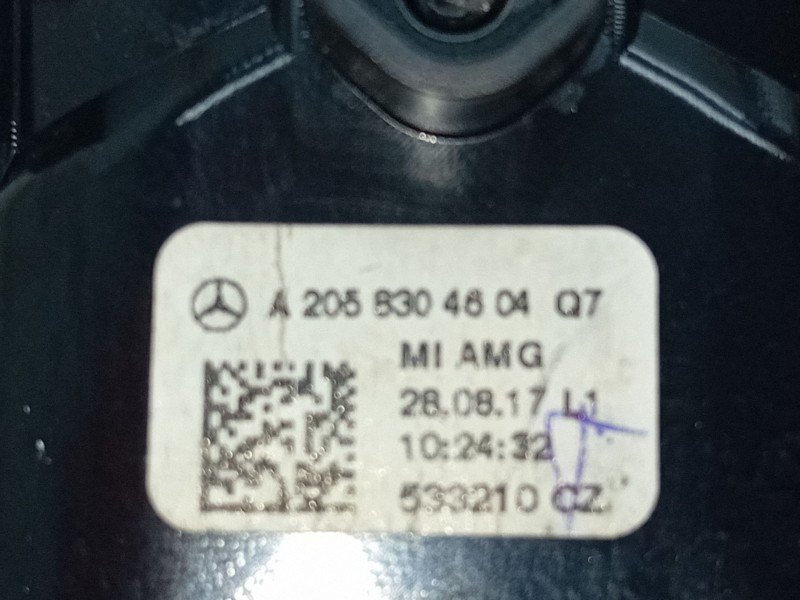 A 205 830 46 04 Q7
MI AMG
28.08.17 L1
10:24:32
533210 CZ